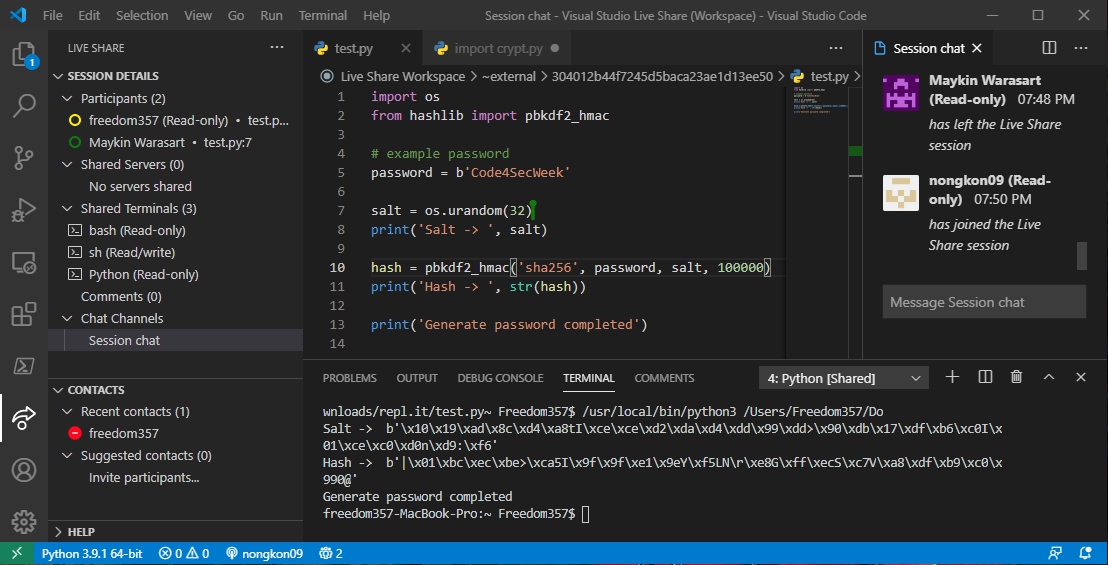 File Edit Selection View Go Run Terminal Help Session chat - Visual Studio Live Share (Workspace) - Visual Studio Code
LIVE SHARE
SESSION DETAILS
Participants (2)
freedom357 (Read-only) • test.p...
Maykin Warasart • test.py:7
Shared Servers (0)
No servers shared
Shared Terminals (3)
bash (Read-only)
sh (Read/write)
Python (Read-only)
Comments (0)
Chat Channels
Session chat
CONTACTS
Recent contacts (1)
freedom357
Suggested contacts (0)
Invite participants...
HELP
1
test.py import crypt.py
Live Share Workspace > ~external > 304012b44f7245d5baca23ae1d13ee50 > test.py >
1 import os
2 from hashlib import pbkdf2_hmac
3
4 # example password
5 password = b'Code4SecWeek'
6
7 salt = os.urandom(32)
8 print('Salt -> ', salt)
9
10 hash = pbkdf2_hmac('sha256', password, salt, 100000)
11 print('Hash -> ', str(hash))
12
13 print('Generate password completed')
14
Session chat
Maykin Warasart
(Read-only) 07:48 PM
has left the Live Share
session
nongkon09 (Read-
only) 07:50 PM
has joined the Live
Share session
Message Session chat
PROBLEMS OUTPUT DEBUG CONSOLE TERMINAL COMMENTS 4: Python [Shared]
wnloads/repl.it/test.py~ Freedom357$ /usr/local/bin/python3 /Users/Freedom357/Do
Salt -> b'\x10\x19\xad\x8c\xd4\xa8tI\xce\xce\xd2\xda\xd4\xdd\x99\xdd>\x90\xdb\x17\xdf\xb6\xc0I\x
01\xce\xc0\xd0n\xd9:\xf6'
Hash -> b'|\x01\xbc\xec\xbe>\xca5I\x9f\x9f\xe1\x9eY\xf5LN\r\xe8G\xff\xecS\xc7V\xa8\xdf\xb9\xc0\x
990@'
Generate password completed
freedom357-MacBook-Pro:~ Freedom357$
Python 3.9.1 64-bit 0 0 nongkon09 2